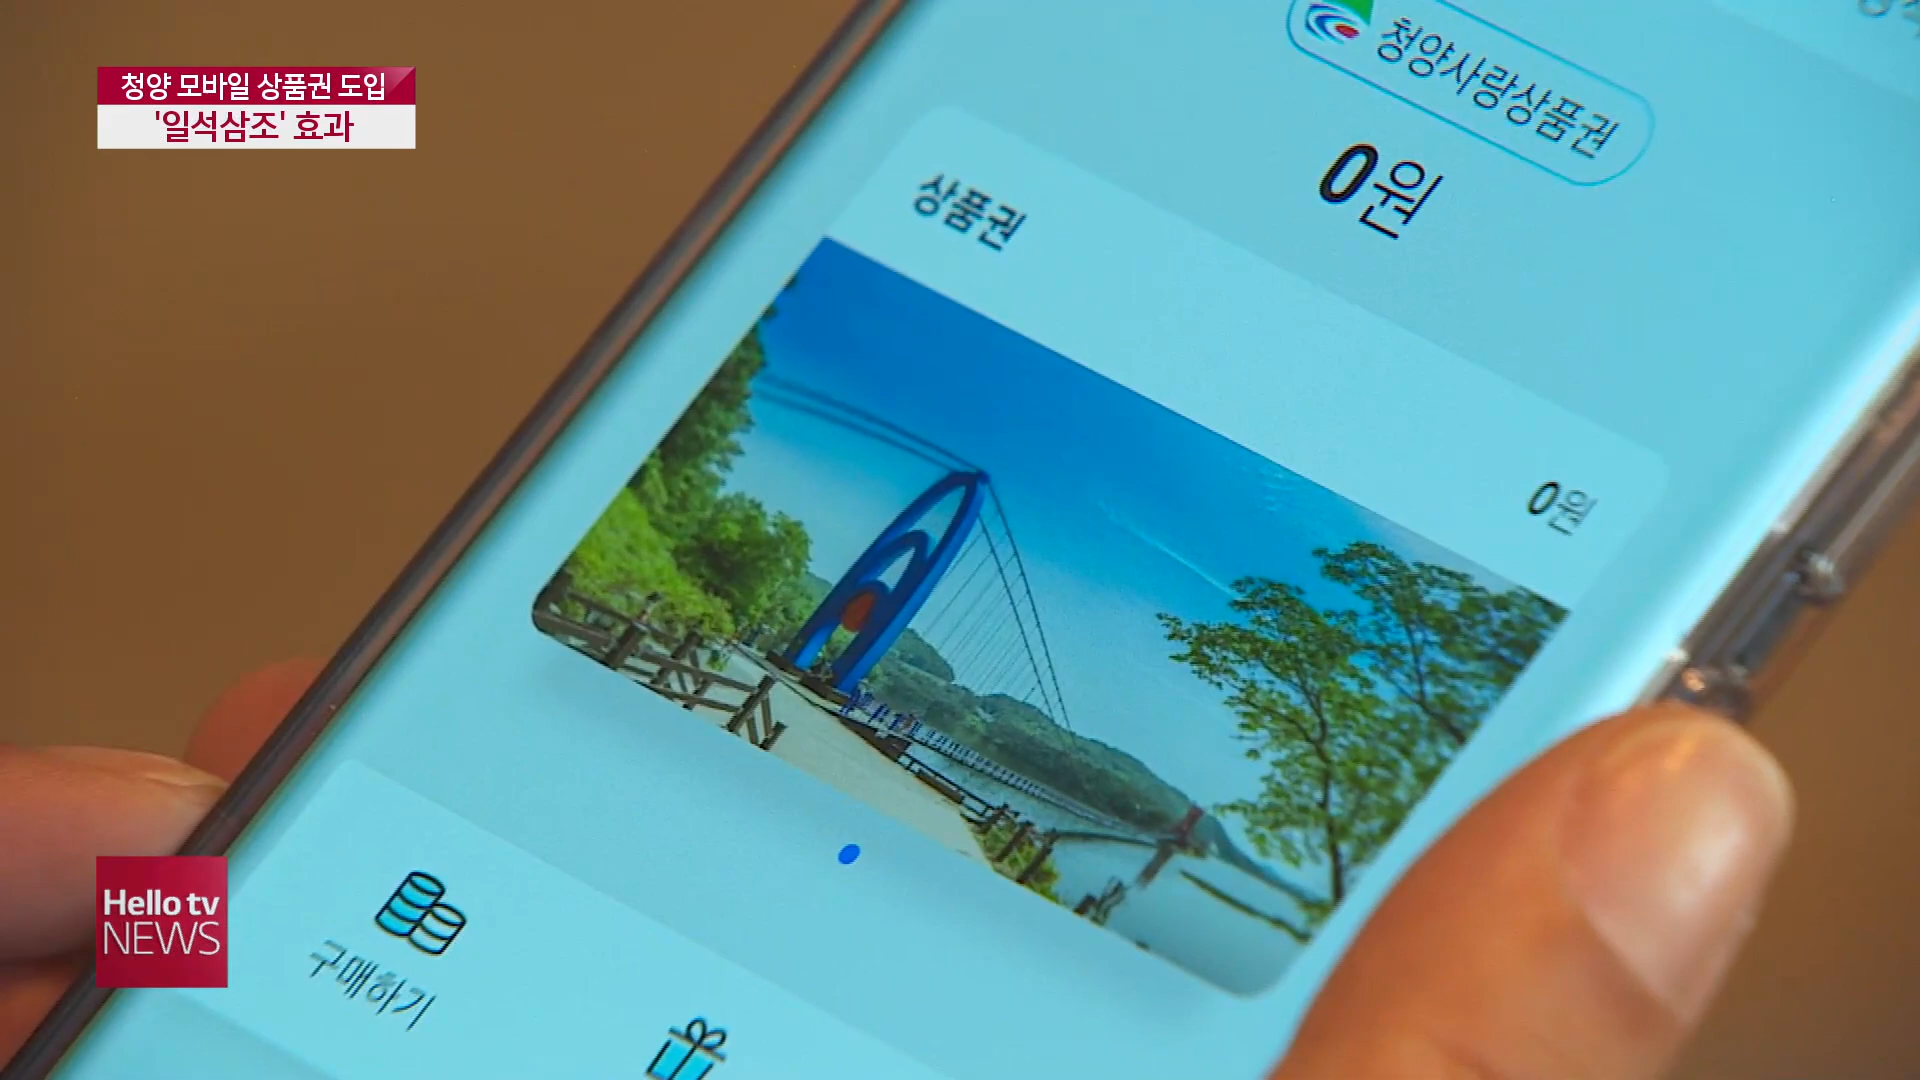 청양 모바일 상품권 도입
'일석삼조' 효과
청양사랑상품권
0원
상품권
0원
구매하기
Hello tv
NEWS